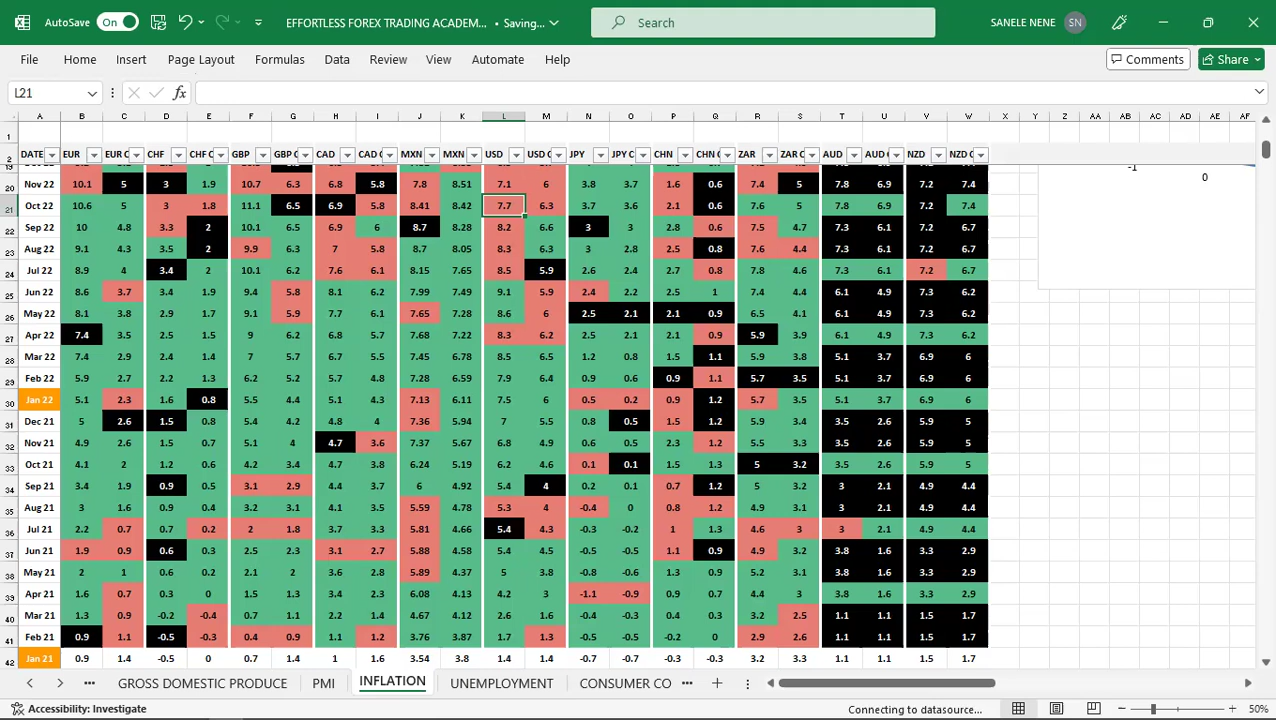 AutoSave On EFFORTLESS FOREX TRADING ACADEM... • Saving... Search SANELE NENE SN
File Home Insert Page Layout Formulas Data Review View Automate Help Comments Share
L21 fx
A B C D E F G H I J K L M N O P Q R S T U V W X Y Z AA AB AC AD AE AF
1
2 DATE EUR EUR C CHF CHF C GBP GBP C CAD CAD C MXN MXN USD USD C JPY JPY C CHN CHN C ZAR ZAR C AUD AUD C NZD NZD C
-1
0
20 Nov 22 10.1 5 3 1.9 10.7 6.3 6.8 5.8 7.8 8.51 7.1 6 3.8 3.7 1.6 0.6 7.4 5 7.8 6.9 7.2 7.4
21 Oct 22 10.6 5 3 1.8 11.1 6.5 6.9 5.8 8.41 8.42 7.7 6.3 3.7 3.6 2.1 0.6 7.6 5 7.8 6.9 7.2 7.4
22 Sep 22 10 4.8 3.3 2 10.1 6.5 6.9 6 8.7 8.28 8.2 6.6 3 3 2.8 0.6 7.5 4.7 7.3 6.1 7.2 6.7
23 Aug 22 9.1 4.3 3.5 2 9.9 6.3 7 5.8 8.7 8.05 8.3 6.3 3 2.8 2.5 0.8 7.6 4.4 7.3 6.1 7.2 6.7
24 Jul 22 8.9 4 3.4 2 10.1 6.2 7.6 6.1 8.15 7.65 8.5 5.9 2.6 2.4 2.7 0.8 7.8 4.6 7.3 6.1 7.2 6.7
25 Jun 22 8.6 3.7 3.4 1.9 9.4 5.8 8.1 6.2 7.99 7.49 9.1 5.9 2.4 2.2 2.5 1 7.4 4.4 6.1 4.9 7.3 6.2
26 May 22 8.1 3.8 2.9 1.7 9.1 5.9 7.7 6.1 7.65 7.28 8.6 6 2.5 2.1 2.1 0.9 6.5 4.1 6.1 4.9 7.3 6.2
27 Apr 22 7.4 3.5 2.5 1.5 9 6.2 6.8 5.7 7.68 7.22 8.3 6.2 2.5 2.1 2.1 0.9 5.9 3.9 6.1 4.9 7.3 6.2
28 Mar 22 7.4 2.9 2.4 1.4 7 5.7 6.7 5.5 7.45 6.78 8.5 6.5 1.2 0.8 1.5 1.1 5.9 3.8 5.1 3.7 6.9 6
29 Feb 22 5.9 2.7 2.2 1.3 6.2 5.2 5.7 4.8 7.28 6.59 7.9 6.4 0.9 0.6 0.9 1.1 5.7 3.5 5.1 3.7 6.9 6
30 Jan 22 5.1 2.3 1.6 0.8 5.5 4.4 5.1 4.3 7.13 6.11 7.5 6 0.5 0.2 0.9 1.2 5.7 3.5 5.1 3.7 6.9 6
31 Dec 21 5 2.6 1.5 0.8 5.4 4.2 4.8 4 7.36 5.94 7 5.5 0.8 0.5 1.5 1.2 5.9 3.4 3.5 2.6 5.9 5
32 Nov 21 4.9 2.6 1.5 0.7 5.1 4 4.7 3.6 7.37 5.67 6.8 4.9 0.6 0.5 2.3 1.2 5.5 3.3 3.5 2.6 5.9 5
33 Oct 21 4.1 2 1.2 0.6 4.2 3.4 4.7 3.8 6.24 5.19 6.2 4.6 0.1 0.1 1.5 1.3 5 3.2 3.5 2.6 5.9 5
34 Sep 21 3.4 1.9 0.9 0.5 3.1 2.9 4.4 3.7 6 4.92 5.4 4 0.2 0.1 0.7 1.2 5 3.2 3 2.1 4.9 4.4
35 Aug 21 3 1.6 0.9 0.4 3.2 3.1 4.1 3.5 5.59 4.78 5.3 4 -0.4 0 0.8 1.2 4.9 3.1 3 2.1 4.9 4.4
36 Jul 21 2.2 0.7 0.7 0.2 2 1.8 3.7 3.3 5.81 4.66 5.4 4.3 -0.3 -0.2 1 1.3 4.6 3 3 2.1 4.9 4.4
37 Jun 21 1.9 0.9 0.6 0.3 2.5 2.3 3.1 2.7 5.88 4.58 5.4 4.5 -0.5 -0.5 1.1 0.9 4.9 3.2 3.8 1.6 3.3 2.9
38 May 21 2 1 0.6 0.2 2.1 2 3.6 2.8 5.89 4.37 5 3.8 -0.8 -0.6 1.3 0.9 5.2 3.1 3.8 1.6 3.3 2.9
39 Apr 21 1.6 0.7 0.3 0 1.5 1.3 3.4 2.3 6.08 4.13 4.2 3 -1.1 -0.9 0.9 0.7 4.4 3 3.8 1.6 3.3 2.9
40 Mar 21 1.3 0.9 -0.2 -0.4 0.7 1.1 2.2 1.4 4.67 4.12 2.6 1.6 -0.4 -0.3 0.4 0.3 3.2 2.5 1.1 1.1 1.5 1.7
41 Feb 21 0.9 1.1 -0.5 -0.3 0.4 0.9 1.1 1.2 3.76 3.87 1.7 1.3 -0.5 -0.5 -0.2 0 2.9 2.6 1.1 1.1 1.5 1.7
42 Jan 21 0.9 1.4 -0.5 0 0.7 1.4 1 1.6 3.54 3.8 1.4 1.4 -0.7 -0.7 -0.3 -0.3 3.2 3.3 1.1 1.1 1.5 1.7
GROSS DOMESTIC PRODUCE PMI INFLATION UNEMPLOYMENT CONSUMER CO
Accessibility: Investigate Connecting to datasource... 50%